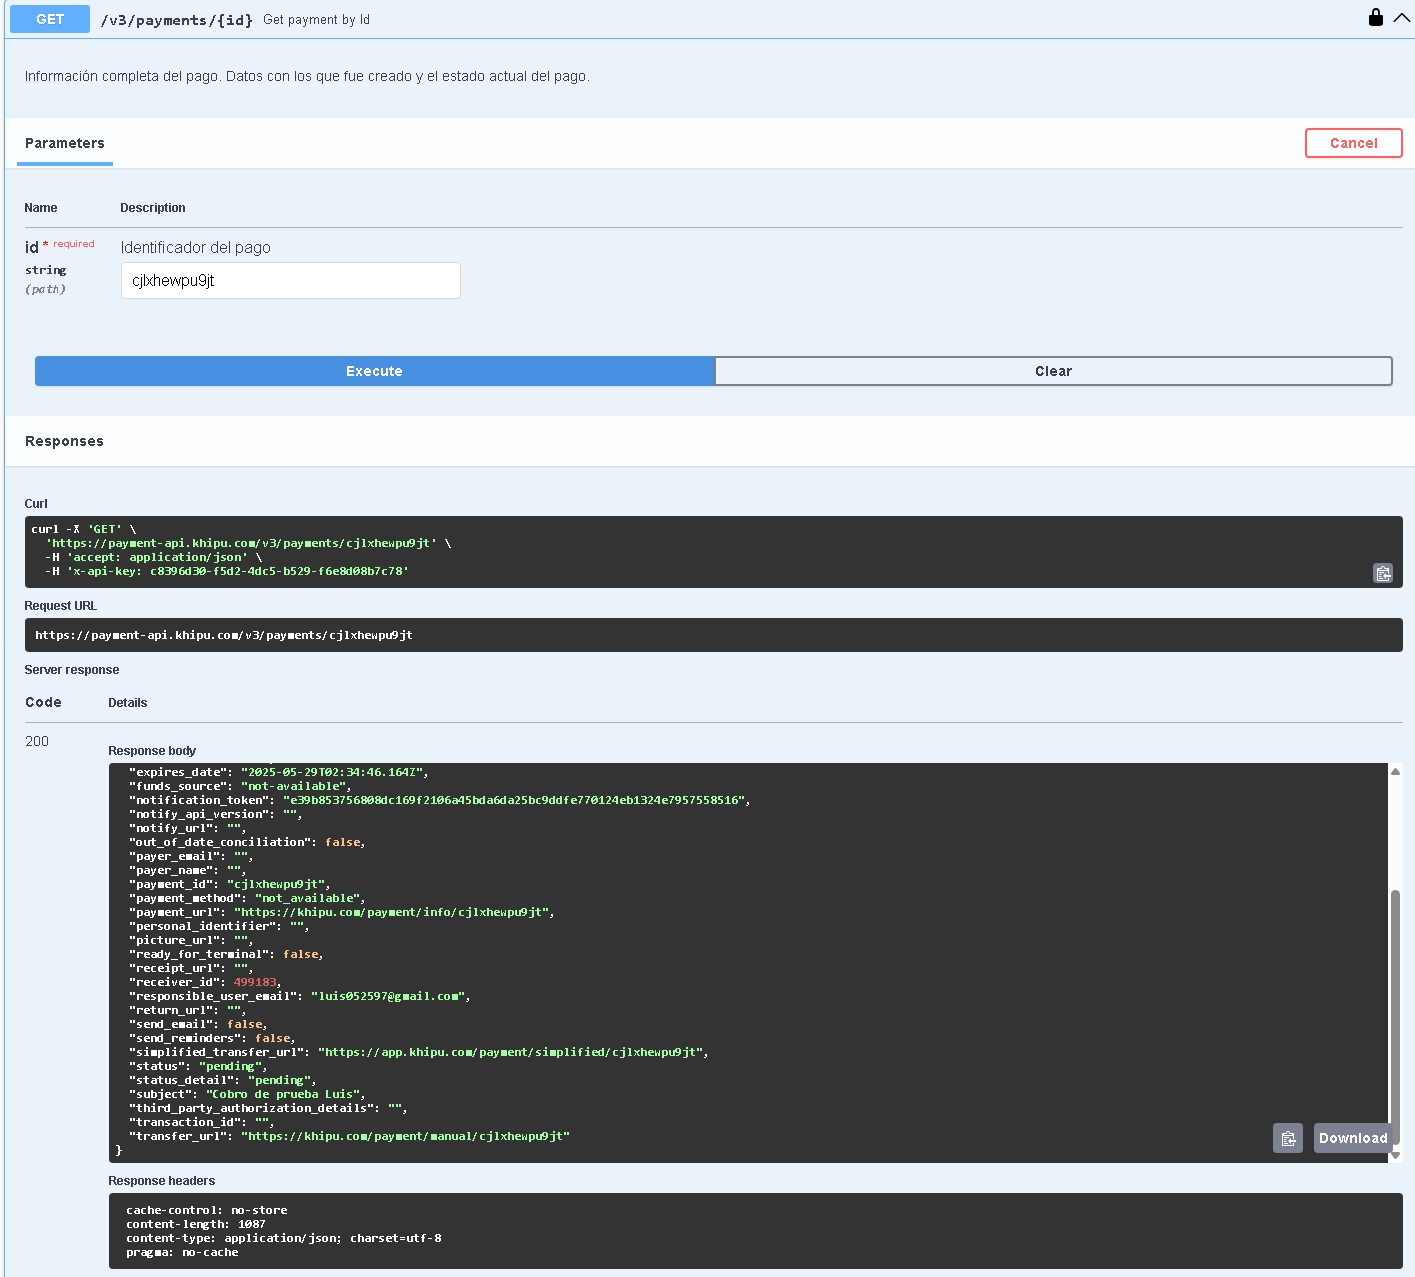 GET /v3/payments/{id} Get payment by Id
Información completa del pago. Datos con los que fue creado y el estado actual del pago.
Parameters
Cancel
Name Description
id * required
string
(path)
Identificador del pago
cjlxhewpu9jt
Execute
Clear
Responses
Curl
curl -X 'GET' \
'https://payment-api.khipu.com/v3/payments/cjlxhewpu9jt' \
-H 'accept: application/json' \
-H 'x-api-key: c8396d30-f5d2-4dc5-b529-f6e8d08b7c78'
Request URL
https://payment-api.khipu.com/v3/payments/cjlxhewpu9jt
Server response
Code Details
200
Response body
"expires_date": "2025-05-29T02:34:46.164Z",
"funds_source": "not-available",
"notification_token": "e39b853756808dc169f2106a45bda6da25bc9ddfe770124eb1324e7957558516",
"notify_api_version": "",
"notify_url": "",
"out_of_date_conciliation": false,
"payer_email": "",
"payer_name": "",
"payment_id": "cjlxhewpu9jt",
"payment_method": "not_available",
"payment_url": "https://khipu.com/payment/info/cjlxhewpu9jt",
"personal_identifier": "",
"picture_url": "",
"ready_for_terminal": false,
"receipt_url": "",
"receiver_id": 499183,
"responsible_user_email": "luis052597@gmail.com",
"return_url": "",
"send_email": false,
"send_reminders": false,
"simplified_transfer_url": "https://app.khipu.com/payment/simplified/cjlxhewpu9jt",
"status": "pending",
"status_detail": "pending",
"subject": "Cobro de prueba Luis",
"third_party_authorization_details": "",
"transaction_id": "",
"transfer_url": "https://khipu.com/payment/manual/cjlxhewpu9jt"
}
Download
Response headers
cache-control: no-store
content-length: 1087
content-type: application/json; charset=utf-8
pragma: no-cache